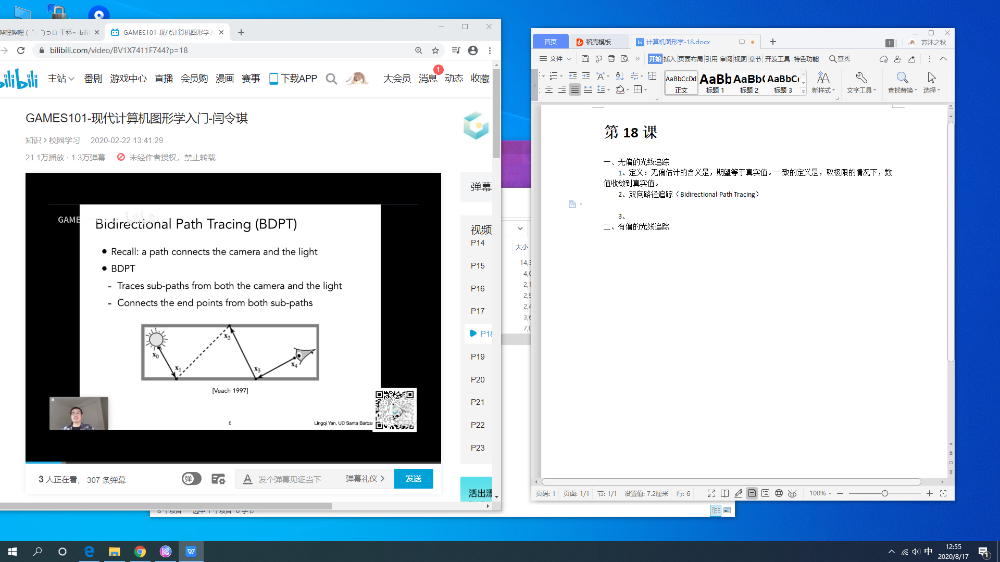 哔哩哔哩 (゜-゜)つロ 干杯~-bili
GAMES101-现代计算机图形学入
bilibili.com/video/BV1X7411F744?p=18
bilibili
主站
番剧
游戏中心
直播
会员购
漫画
赛事
下载APP
大会员
消息
1
动态
收藏
GAMES101-现代计算机图形学入门-闫令琪
知识
校园学习
2020-02-22 13:41:29
21.1万播放 · 1.3万弹幕
未经作者授权，禁止转载
Bidirectional Path Tracing (BDPT)
● Recall: a path connects the camera and the light
● BDPT
- Traces sub-paths from both the camera and the light
- Connects the end points from both sub-paths
x0
x1
x2
x3
x4
[Veach 1997]
6
Lingqi Yan, UC Santa Barbar
3 人正在看， 307 条弹幕
弹
发个弹幕见证当下
弹幕礼仪
发送
弹幕
视频
P14
P15
P16
P17
P18
P19
P20
P21
P22
P23
活出漂
大小
14,3
4,6
2,1
2,9
2,4
3,6
7,0
首页
稻壳模板
计算机图形学-18.docx
1
苏沐之秋
文件
开始
插入
页面布局
引用
审阅
视图
章节
开发工具
特色功能
查找
AaBbCcDd
正文
AaBb
标题 1
AaBb(
标题 2
AaBbC
标题 3
新样式
文字工具
查找替换
选择
第 18 课
一、无偏的光线追踪
1、定义：无偏估计的含义是，期望等于真实值。一致的定义是，取极限的情况下，数
值收敛到真实值。
2、双向路径追踪（Bidirectional Path Tracing）
3、
二、有偏的光线追踪
页码: 1
页面: 1/1
节: 1/1
设置值: 7.2厘米
行: 6
100%
8 个项目
选中 1 个项目 0 字节
中
12:55
2020/8/17
1